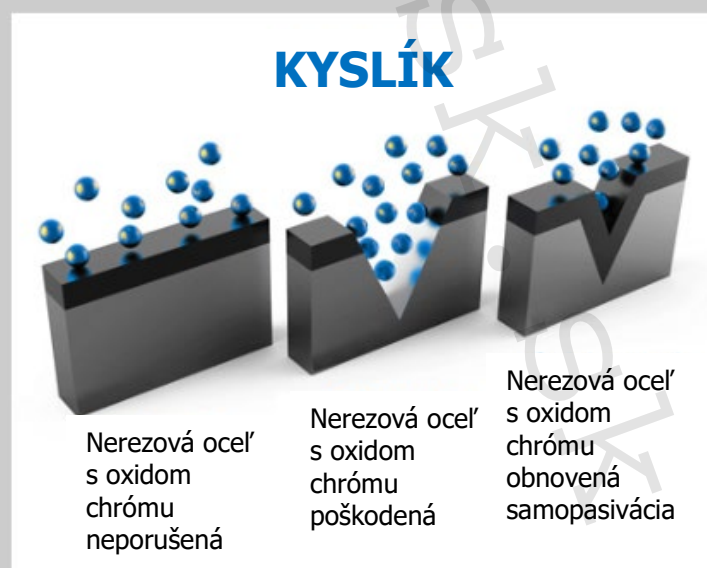 KYSLÍK
Nerezová oceľ
s oxidom
chrómu
neporušená
Nerezová oceľ
s oxidom
chrómu
poškodená
Nerezová oceľ
s oxidom
chrómu
obnovená
samopasivácia